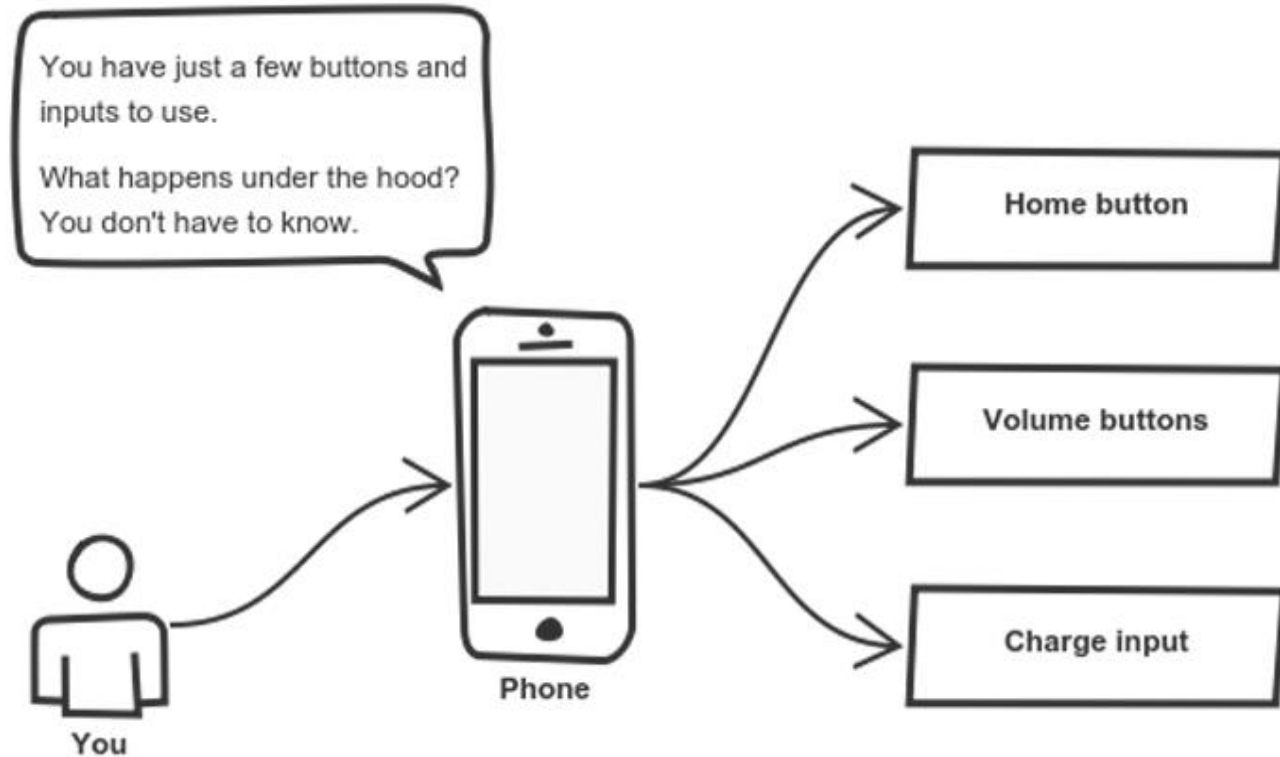 You have just a few buttons and
inputs to use.
What happens under the hood?
You don't have to know.
Home button
Volume buttons
Charge input
Phone
You